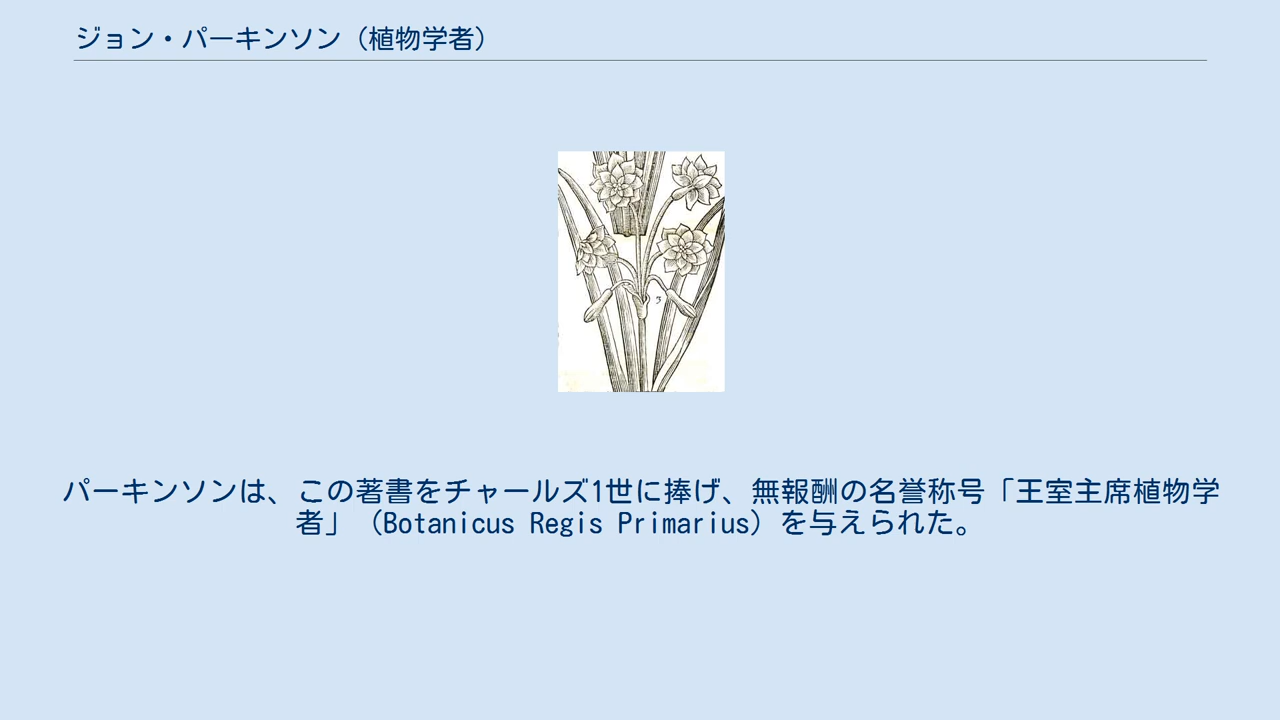 ジョン・パーキンソン（植物学者）
3
パーキンソンは、この著書をチャールズ1世に捧げ、無報酬の名誉称号「王室主席植物学
者」（Botanicus Regis Primarius）を与えられた。